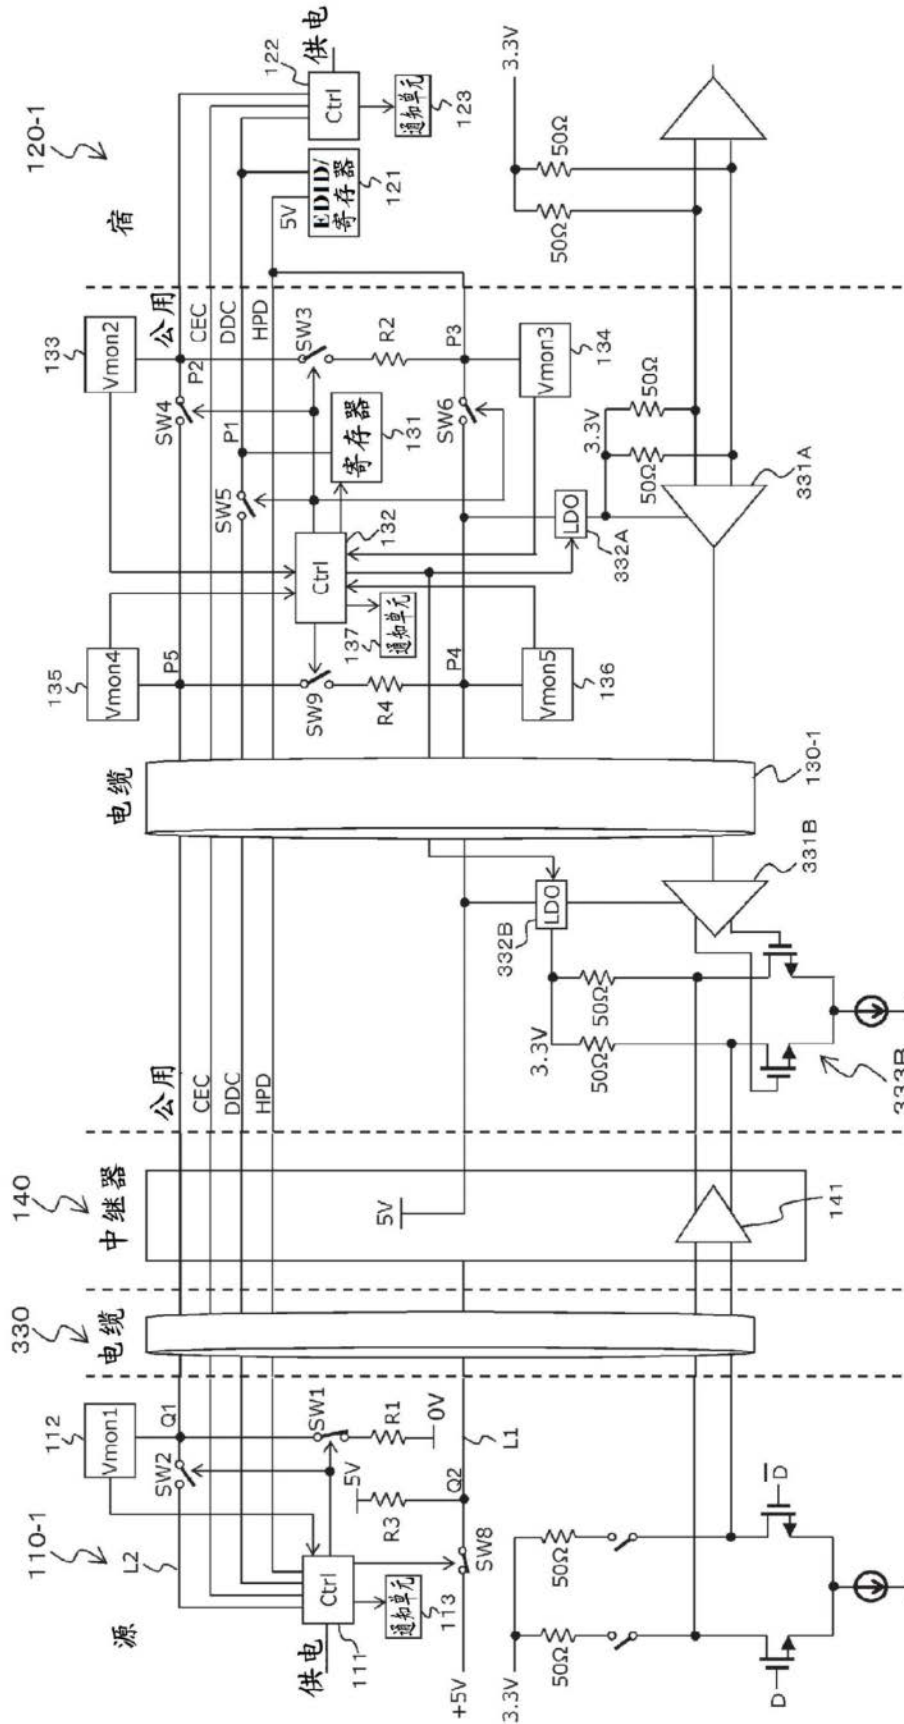 110-1
源
L2
112
Vmon1
Q1
SW2
SW1
R1
0V
5V
R3
Q2
L1
SW8
供电
Ctrl
111
通知单元
113
+5V
3.3V
50Ω
50Ω
D
D̅
330
电缆
140
中继器
5V
141
公用
CEC
DDC
HPD
332B
LDO
3.3V
50Ω
50Ω
331B
333B
电缆
130-1
135
Vmon4
P5
SW9
R4
P4
Vmon5
136
137
通知单元
Ctrl
132
SW5
SW4
P1
寄存器
131
SW6
133
Vmon2
P2
SW3
R2
P3
Vmon3
134
LDO
332A
3.3V
50Ω
50Ω
331A
公用
CEC
DDC
HPD
120-1
宿
5V
EDID/
寄存器
121
Ctrl
122
供电
通知单元
123
3.3V
50Ω
50Ω